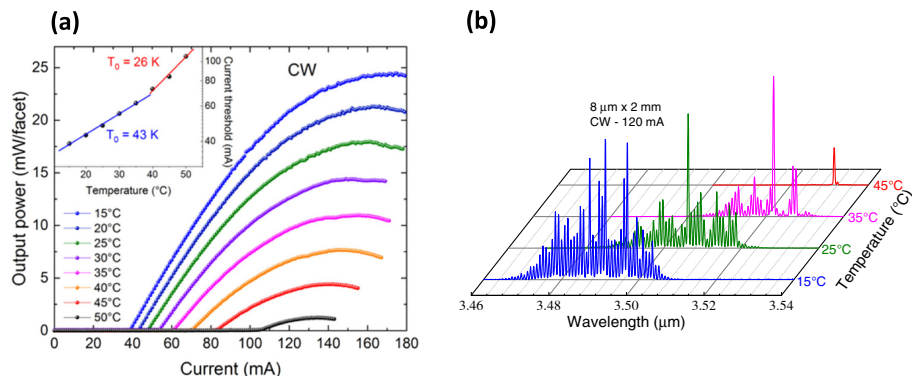 (a)
(b)
Output power (mW/facet)
25
20
15
10
5
0
0 20 40 60 80 100 120 140 160 180
Current (mA)
CW
T0 = 26 K
T0 = 43 K
100
80
60
40
Current threshold (mA)
20 30 40 50
Temperature (°C)
15°C
20°C
25°C
30°C
35°C
40°C
45°C
50°C
8 µm x 2 mm
CW - 120 mA
45°C
35°C
25°C
15°C
Temperature (°C)
3.46 3.48 3.50 3.52 3.54
Wavelength (µm)